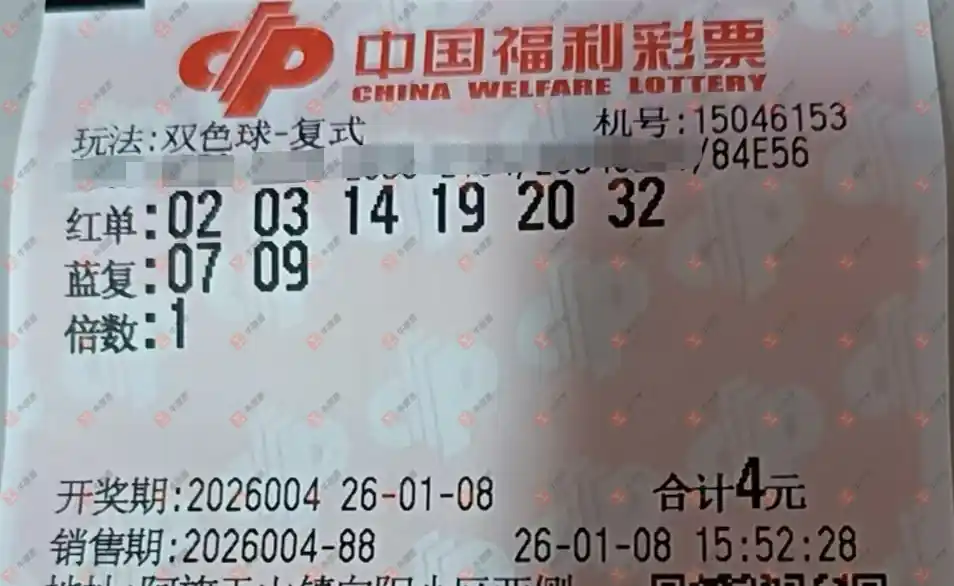 中国福利彩票
CHINA WELFARE LOTTERY
玩法:双色球-复式 机号:15046153
/84E56
红单:02 03 14 19 20 32
蓝复:07 09
倍数:1
开奖期:2026004 26-01-08 合计4元
销售期:2026004-88 26-01-08 15:52:28